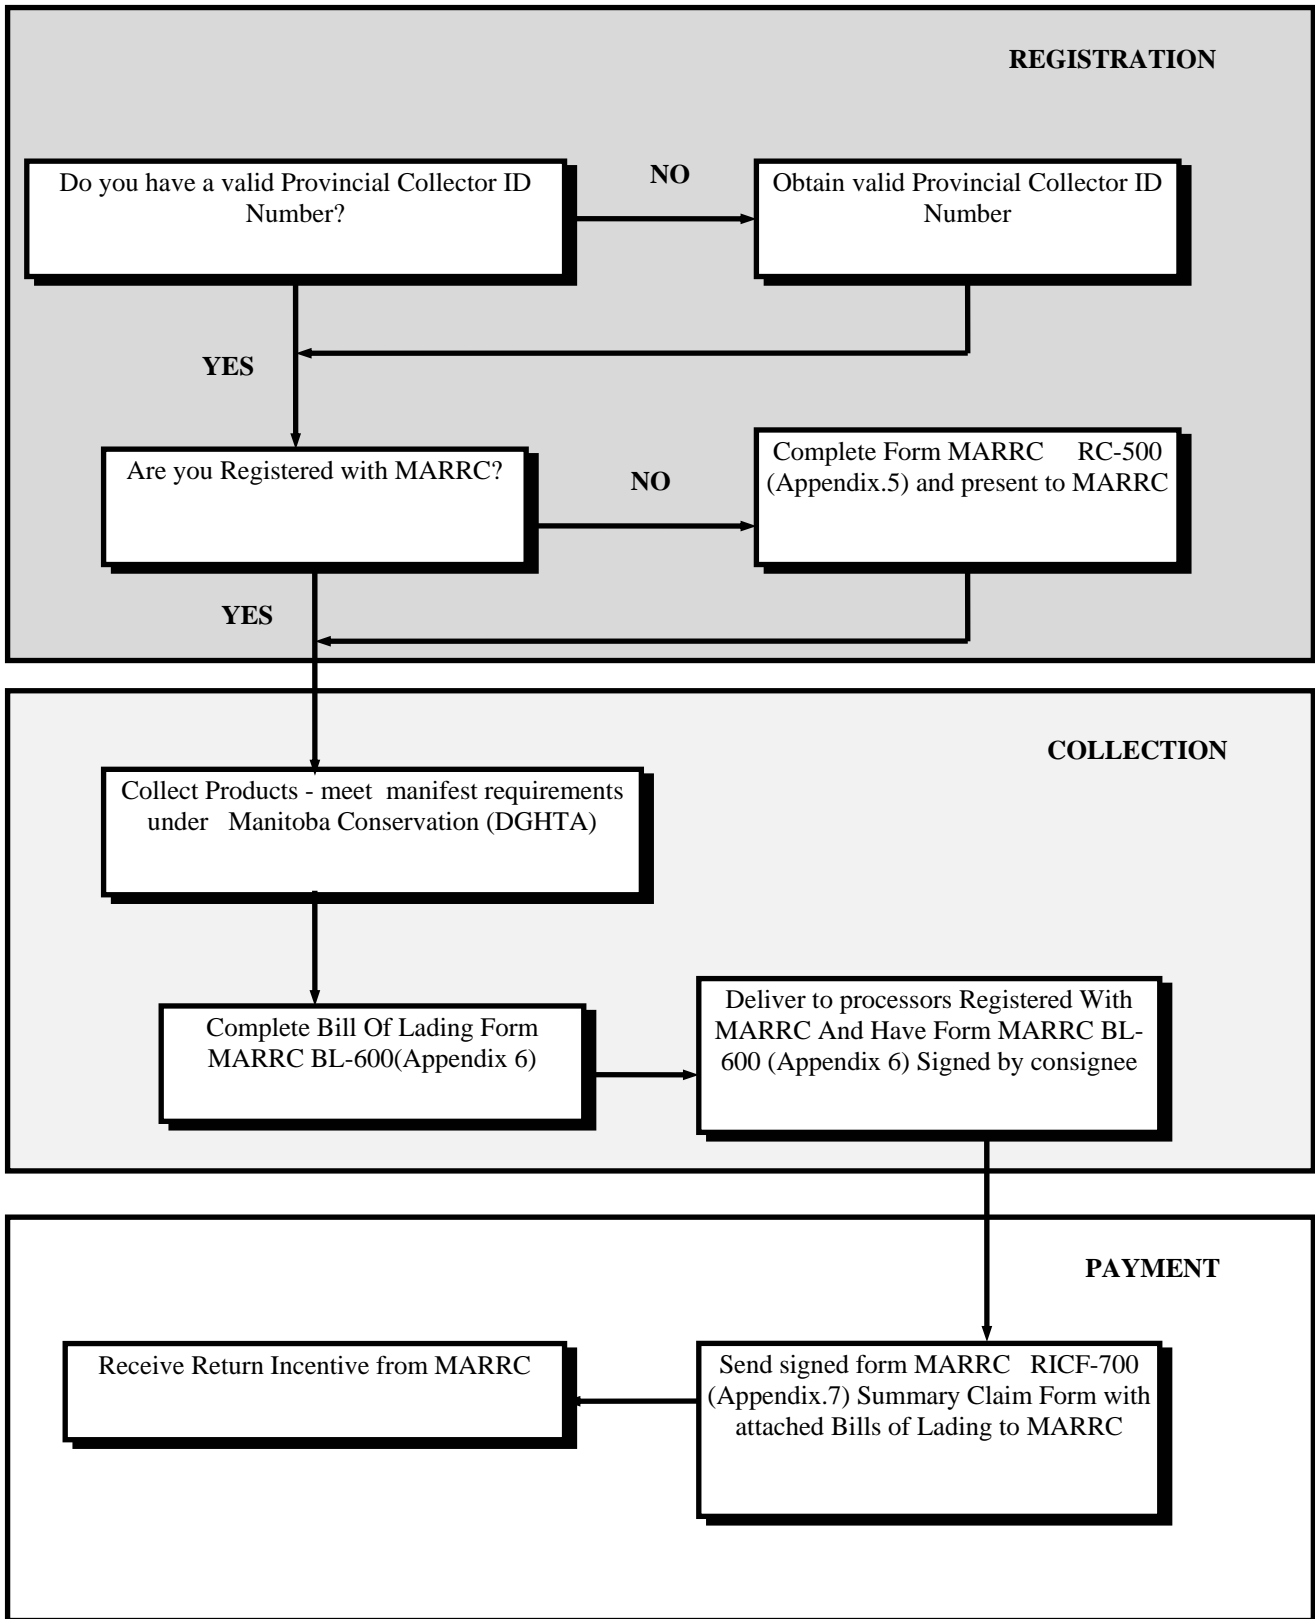 REGISTRATION
Do you have a valid Provincial Collector ID
Number?
NO
Obtain valid Provincial Collector ID
Number
YES
Are you Registered with MARRC?
NO
Complete Form MARRC RC-500
(Appendix.5) and present to MARRC
YES
COLLECTION
Collect Products - meet manifest requirements
under Manitoba Conservation (DGHTA)
Complete Bill Of Lading Form
MARRC BL-600(Appendix 6)
Deliver to processors Registered With
MARRC And Have Form MARRC BL-
600 (Appendix 6) Signed by consignee
PAYMENT
Receive Return Incentive from MARRC
Send signed form MARRC RICF-700
(Appendix.7) Summary Claim Form with
attached Bills of Lading to MARRC